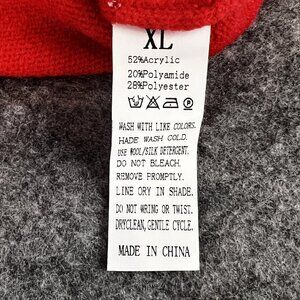 XL
52%Acrylic
20%Polyamide
28%Polyester
WASH WITH LIKE COLORS.
HADE WASH COLD.
USE WOOL/SILK DETERGENT.
DO NOT BLEACH.
REMOVE PROMPTLY.
LINE ORY IN SHADE.
DO NOT WRING OR TWIST.
DRYCLEAN, GENTLE CYCLE.
MADE IN CHINA